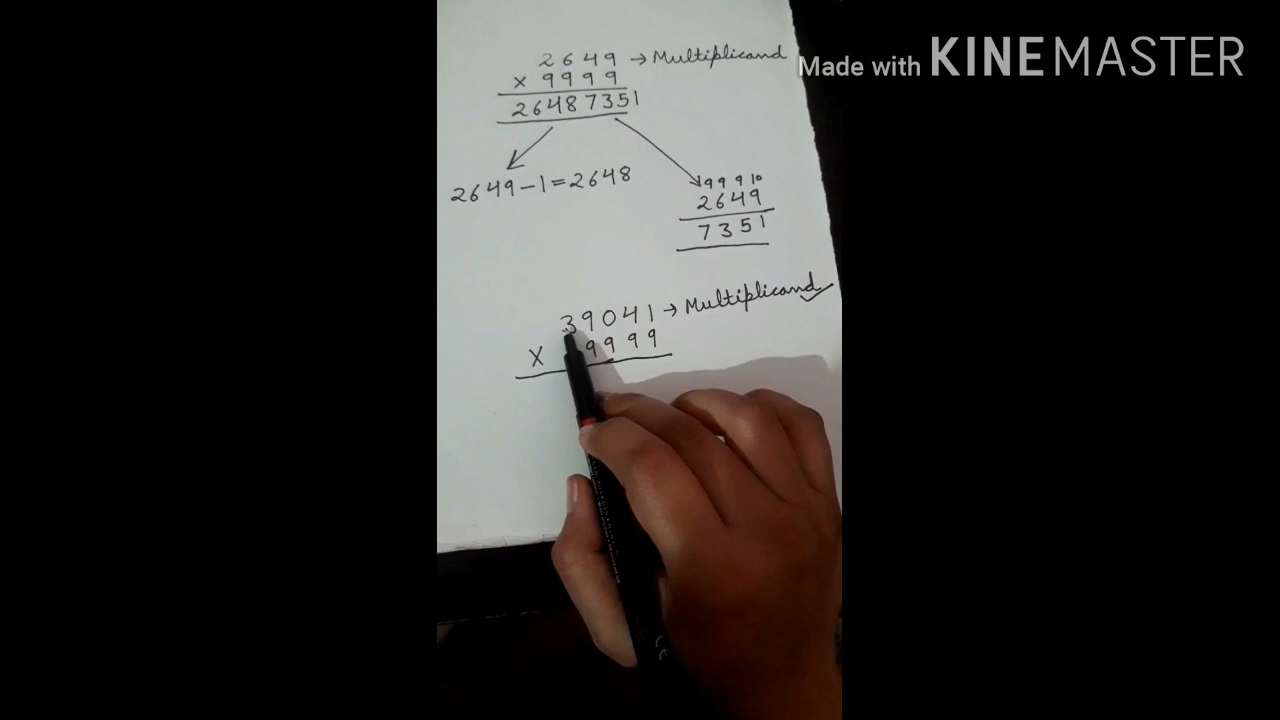 Made with KINEMASTER
2649 → Multiplicand
× 9999
26487351
2649-1=2648
99910
2649
7351
39041 → Multiplicand ✓
X 9999